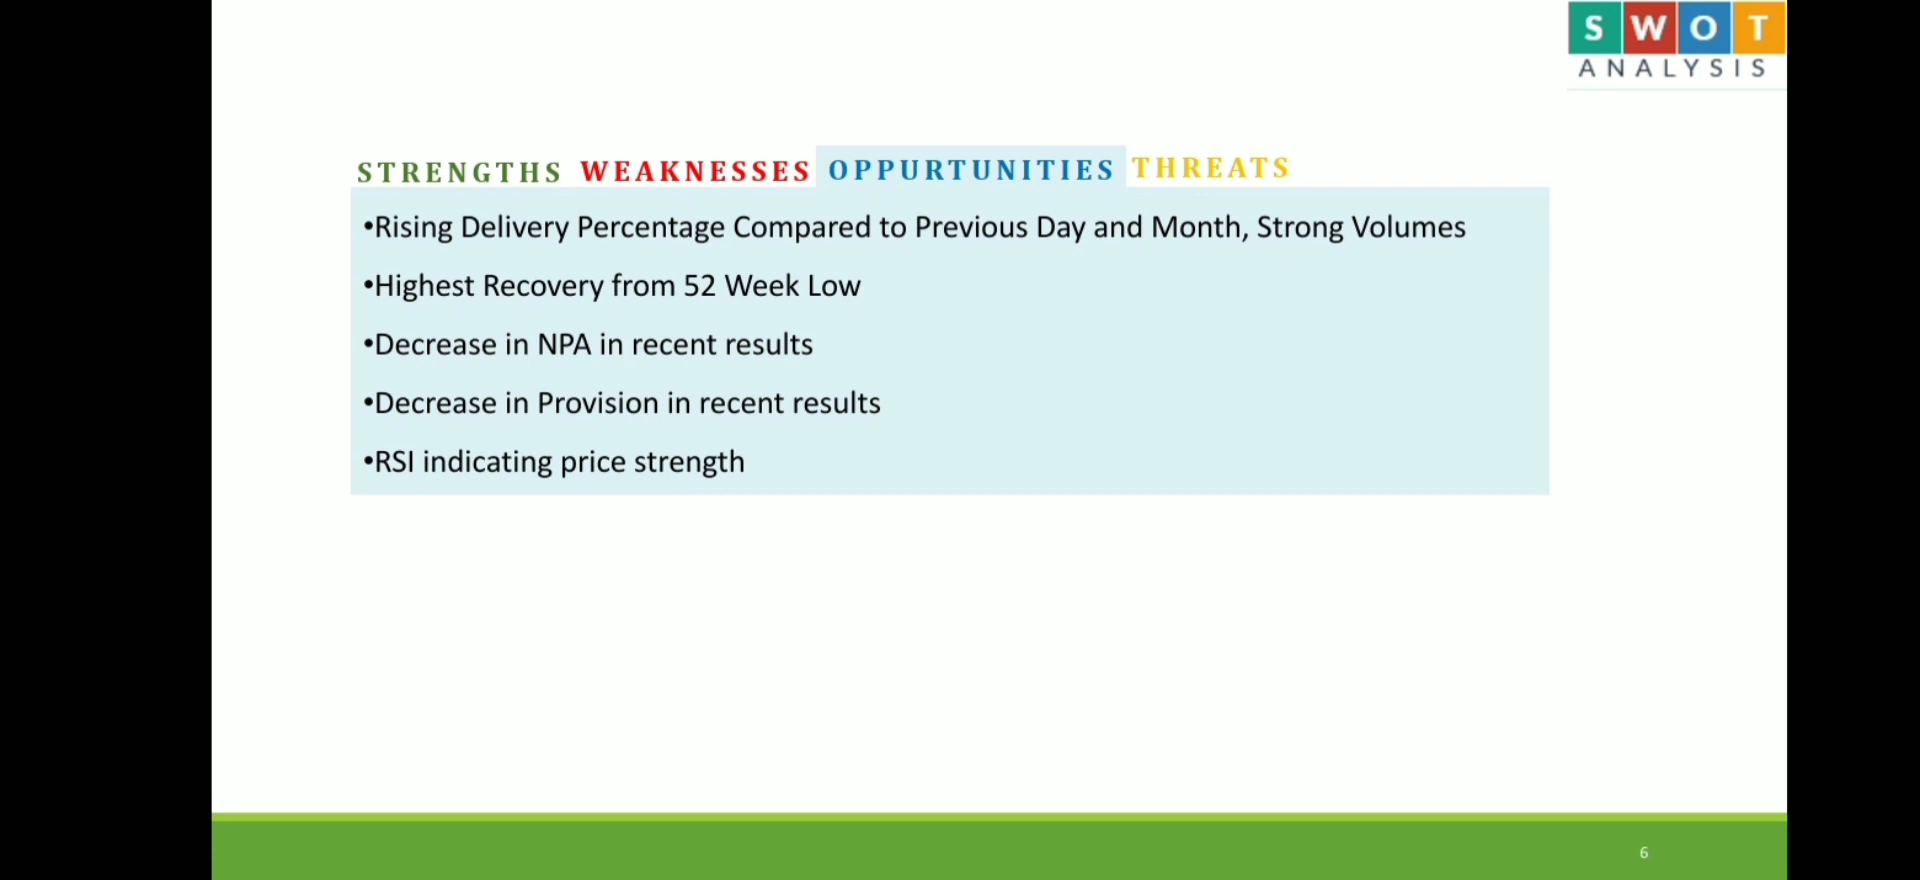 S W O T
ANALYSIS
STRENGTHS WEAKNESSES OPPURTUNITIES THREATS
•Rising Delivery Percentage Compared to Previous Day and Month, Strong Volumes
•Highest Recovery from 52 Week Low
•Decrease in NPA in recent results
•Decrease in Provision in recent results
•RSI indicating price strength
6